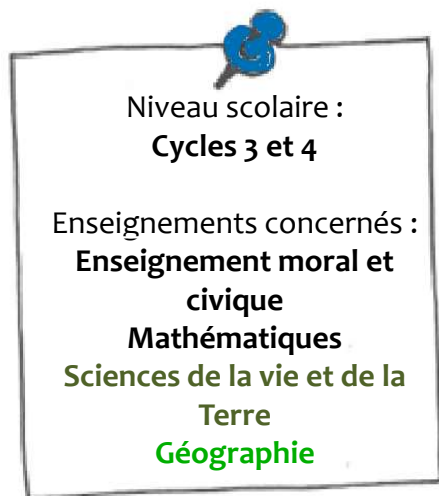 Niveau scolaire :
Cycles 3 et 4
Enseignements concernés :
Enseignement moral et
civique
Mathématiques
Sciences de la vie et de la
Terre
Géographie